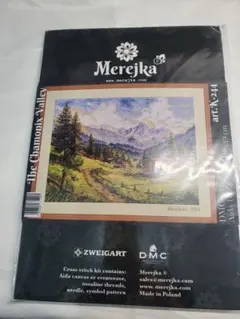 Merejka
www.merejka.com
The Chamonix Valley
art. K-244
ZWEIGART
DMC
Cross stitch kit contains:
Aida canvas or evenweave,
mouline threads,
needle, symbol pattern
Merejka ®
sales@merejka.com
www.merejka.com
Made in Poland